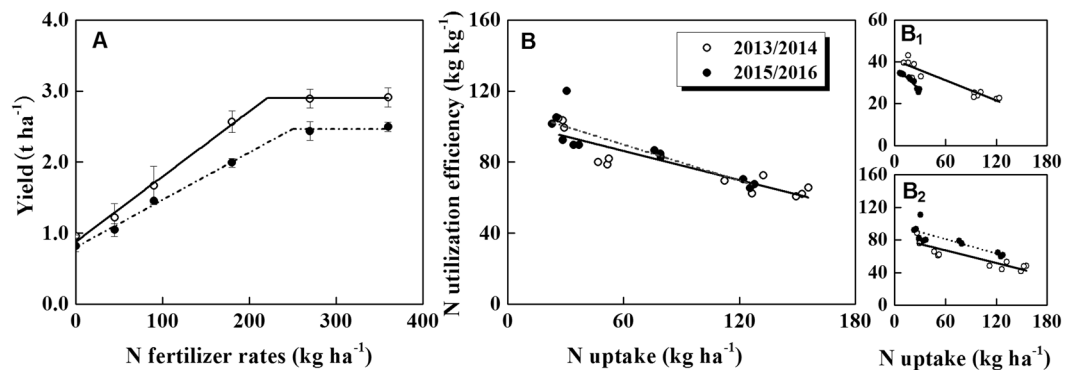 A
Yield (t ha⁻¹)
4.0
3.0
2.0
1.0
0.0
0 100 200 300 400
N fertilizer rates (kg ha⁻¹)
B
2013/2014
2015/2016
N utilization efficiency (kg kg⁻¹)
160
120
80
40
0
0 60 120 180
N uptake (kg ha⁻¹)
B₁
60
40
20
0
0 60 120 180
B₂
160
120
80
40
0
0 60 120 180
N uptake (kg ha⁻¹)